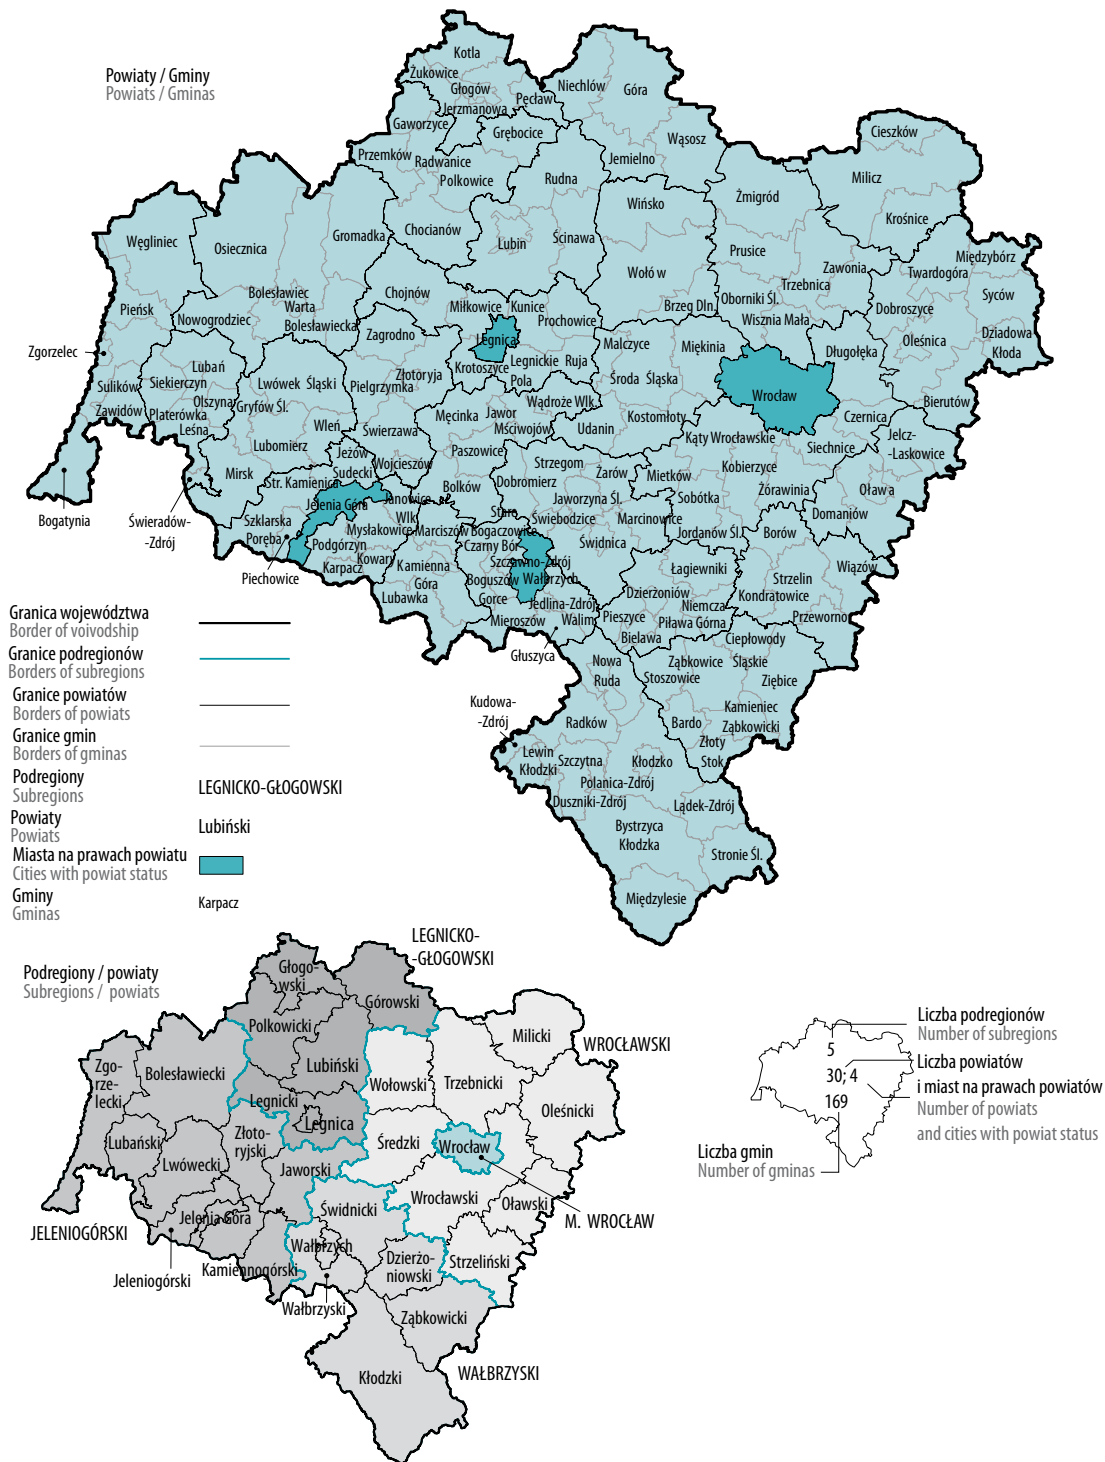 Powiaty / Gminy
Powiats / Gminas
Kotla
Żukowice
Głogów
Jerzmanowa
Pęcław
Niechlów
Góra
Gaworzyce
Grębocice
Wąsosz
Cieszków
Przemków
Radwanice
Jemielno
Polkowice
Rudna
Milicz
Żmigród
Wińsko
Krośnice
Węgliniec
Osiecznica
Gromadka
Chocianów
Lubin
Ścinawa
Prusice
Międzybórz
Zawonia
Twardogóra
Wołów
Trzebnica
Syców
Bolesławiec
Chojnów
Pieńsk
Warta
Bolesławiecka
Miłkowice
Kunice
Brzeg Dln.
Oborniki Śl.
Dobroszyce
Nowogrodziec
Prochowice
Wisznia Mała
Zagrodno
Legnica
Malczyce
Miękinia
Długołęka
Oleśnica
Dziadowa
Kłoda
Zgorzelec
Krotoszyce
Legnickie
Pola
Ruja
Lubań
Siekierczyn
Sulików
Lwówek Śląski
Pielgrzymka
Złotoryja
Środa Śląska
Wrocław
Olszyna
Gryfów Śl.
Wądroże Wlk.
Bierutów
Zawidów
Platerówka
Leśna
Męcinka
Jawor
Mściwojów
Udanin
Kostomłoty
Czernica
Wleń
Świerzawa
Kąty Wrocławskie
Jelcz-
-Laskowice
Lubomierz
Siechnice
Jeżów
Sudecki
Wojcieszów
Paszowice
Strzegom
Żarów
Mietków
Kobierzyce
Mirsk
Str. Kamienica
Bolków
Dobromierz
Żórawina
Oława
Jelenia Góra
Janowice
Wlk.
Jaworzyna Śl.
Sobótka
Domaniów
Bogatynia
Świeradów-
-Zdrój
Szklarska
Poręba
Mysłakowice
Marciszów
Stare
Bogaczowice
Świebodzice
Marcinowice
Jordanów Śl.
Borów
Piechowice
Podgórzyn
Kowary
Karpacz
Kamienna
Góra
Czarny Bór
Szczawno-Zdrój
Świdnica
Łagiewniki
Wiązów
Lubawka
Boguszów
Gorce
Wałbrzych
Dzierżoniów
Strzelin
Kondratowice
Jedlina-Zdrój
Niemcza
Mieroszów
Walim
Pieszyce
Piława Górna
Przeworno
Głuszyca
Bielawa
Ciepłowody
Nowa
Ruda
Ząbkowice
Śląskie
Stoszowice
Ziębice
Kudowa-
-Zdrój
Radków
Bardo
Kamieniec
Ząbkowicki
Złoty
Stok
Lewin
Kłodzki
Szczytna
Kłodzko
Polanica-Zdrój
Duszniki-Zdrój
Lądek-Zdrój
Bystrzyca
Kłodzka
Stronie Śl.
Międzylesie
Granica województwa
Border of voivodship
Granice podregionów
Borders of subregions
Granice powiatów
Borders of powiats
Granice gmin
Borders of gminas
Podregiony
Subregions
LEGNICKO-GŁOGOWSKI
Powiaty
Powiats
Lubiński
Miasta na prawach powiatu
Cities with powiat status
Gminy
Gminas
Karpacz
Podregiony / powiaty
Subregions / powiats
LEGNICKO-
-GŁOGOWSKI
Głogo-
wski
Górowski
Polkowicki
Milicki
WROCŁAWSKI
Zgo-
rze-
lecki
Bolesławiecki
Lubiński
Wołowski
Trzebnicki
Legnicki
Oleśnicki
Legnica
Lubański
Złoto-
ryjski
Średzki
Wrocław
Lwówecki
Jaworski
Wrocławski
Oławski
M. WROCŁAW
JELENIOGÓRSKI
Jelenia Góra
Świdnicki
Wałbrzych
Jeleniogórski
Kamiennogórski
Dzierżo-
niowski
Strzeliński
Wałbrzyski
Ząbkowicki
Kłodzki
WAŁBRZYSKI
Liczba podregionów
Number of subregions
5
Liczba powiatów
i miast na prawach powiatów
Number of powiats
and cities with powiat status
30; 4
169
Liczba gmin
Number of gminas